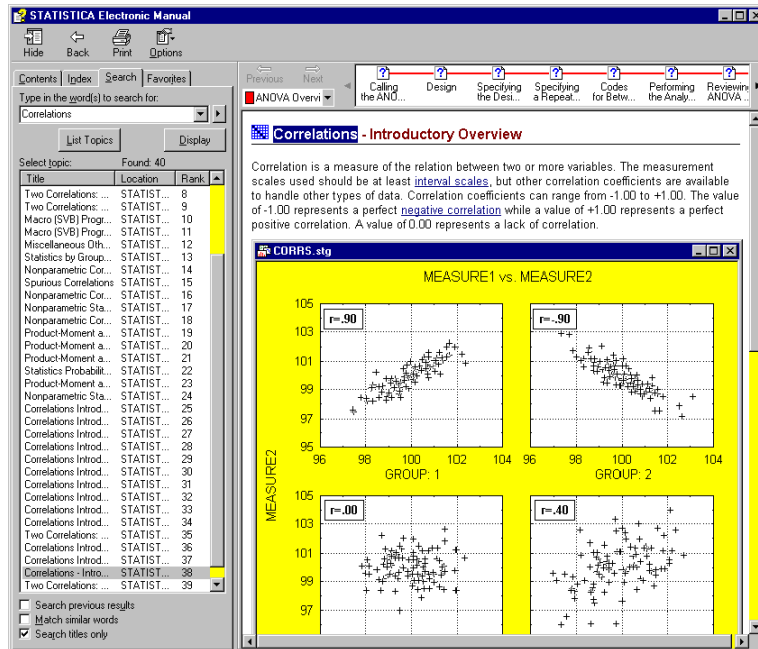 STATISTICA Electronic Manual
Hide Back Print Options
Contents Index Search Favorites
Type in the word(s) to search for:
Correlations
List Topics Display
Select topic: Found: 40
Title Location Rank
Two Correlations: ... STATIST... 8
Two Correlations: ... STATIST... 9
Macro (SVB) Progr... STATIST... 10
Macro (SVB) Progr... STATIST... 11
Miscellaneous Oth... STATIST... 12
Statistics by Group... STATIST... 13
Nonparametric Cor... STATIST... 14
Spurious Correlations STATIST... 15
Nonparametric Cor... STATIST... 16
Nonparametric Sta... STATIST... 17
Nonparametric Cor... STATIST... 18
Product-Moment a... STATIST... 19
Product-Moment a... STATIST... 20
Product-Moment a... STATIST... 21
Statistics Probabilit... STATIST... 22
Product-Moment a... STATIST... 23
Nonparametric Sta... STATIST... 24
Correlations Introd... STATIST... 25
Correlations Introd... STATIST... 26
Correlations Introd... STATIST... 27
Correlations Introd... STATIST... 28
Correlations Introd... STATIST... 29
Correlations Introd... STATIST... 30
Correlations Introd... STATIST... 31
Correlations Introd... STATIST... 32
Correlations Introd... STATIST... 33
Correlations Introd... STATIST... 34
Two Correlations: ... STATIST... 35
Correlations Introd... STATIST... 36
Correlations Introd... STATIST... 37
Correlations - Intro... STATIST... 38
Two Correlations: ... STATIST... 39
Search previous results
Match similar words
Search titles only
Previous Next
ANOVA Overvi
Calling the ANO...
Design
Specifying the Desi...
Specifying a Repeat...
Codes for Betw...
Performing the Analy...
Reviewing ANOVA ...
Correlations - Introductory Overview
Correlation is a measure of the relation between two or more variables. The measurement
scales used should be at least interval scales, but other correlation coefficients are available
to handle other types of data. Correlation coefficients can range from -1.00 to +1.00. The value
of -1.00 represents a perfect negative correlation while a value of +1.00 represents a perfect
positive correlation. A value of 0.00 represents a lack of correlation.
CORRS.stg
MEASURE1 vs. MEASURE2
MEASURE2
105
103
101
99
97
95
r=.90
r=-.90
96 98 100 102 104 96 98 100 102 104
GROUP: 1 GROUP: 2
105
103
101
99
97
r=.00
r=.40